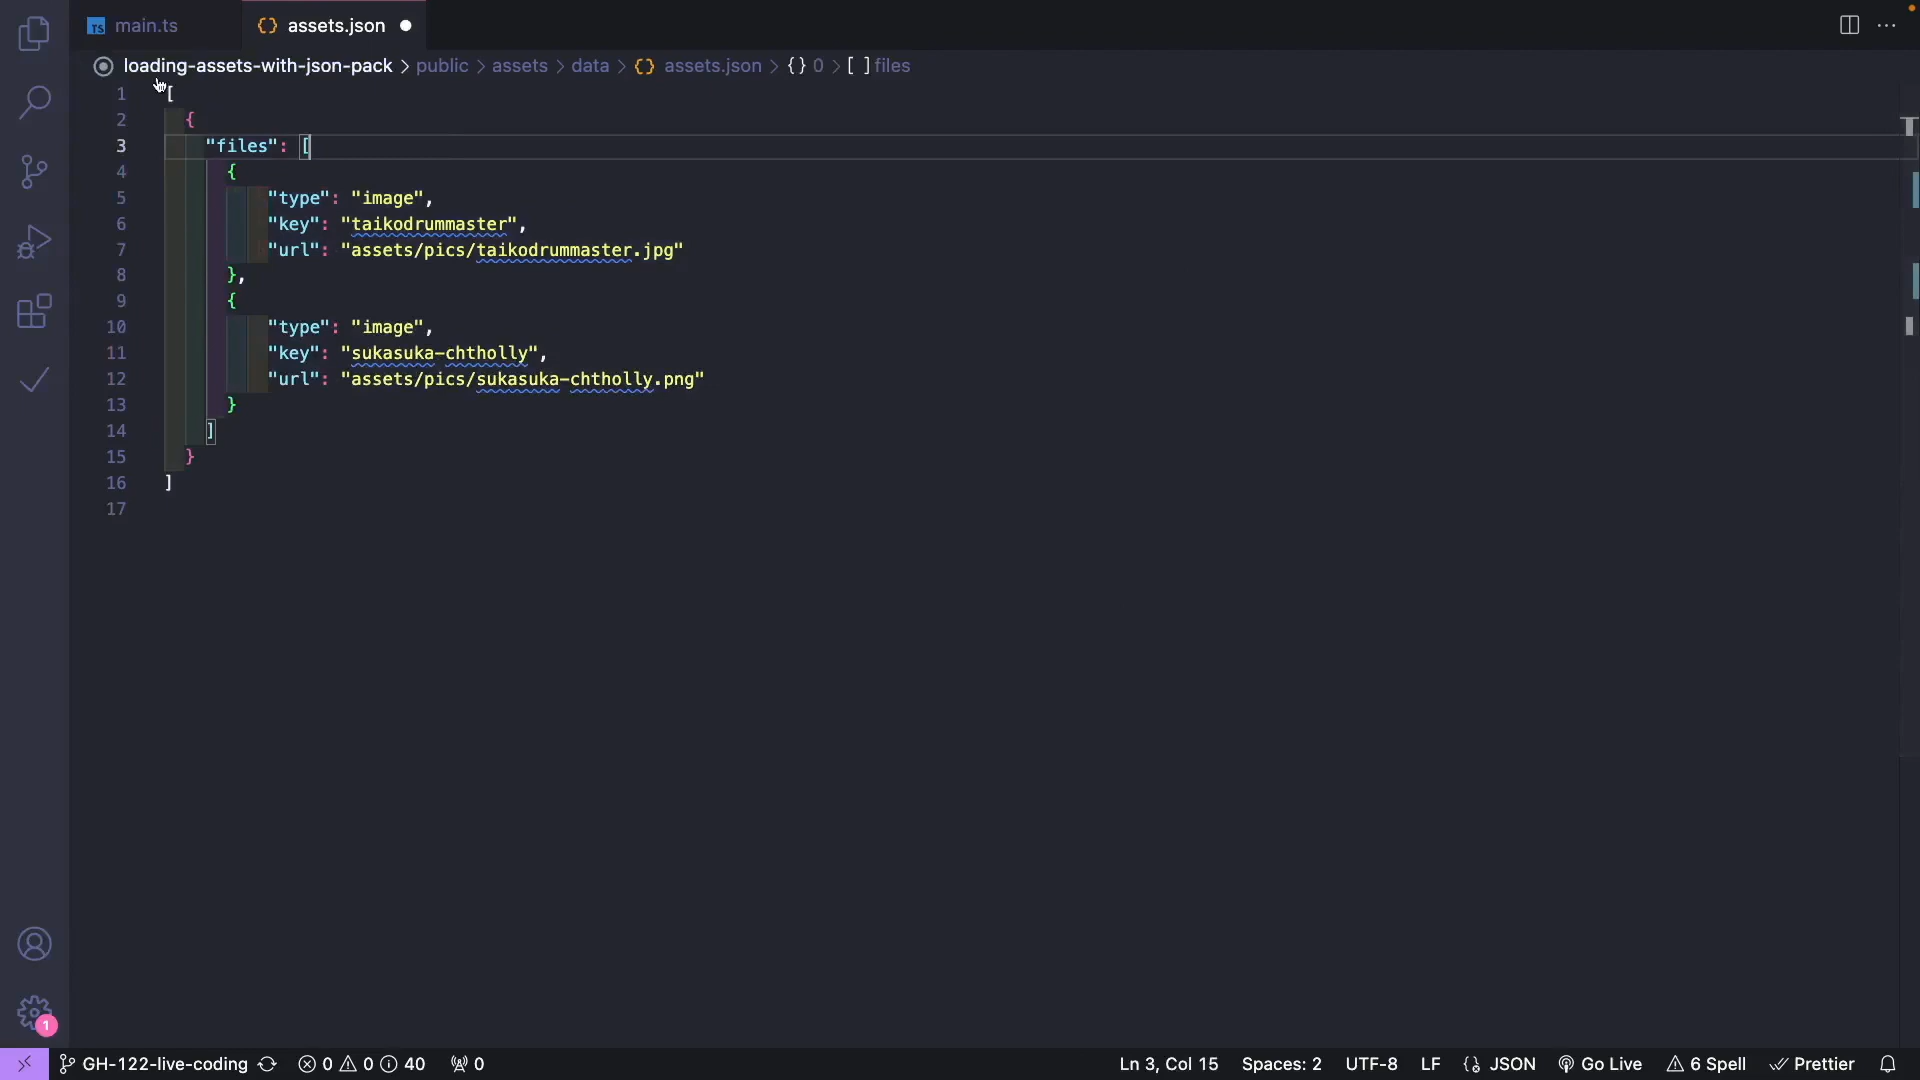 main.ts
assets.json
loading-assets-with-json-pack > public > assets > data > {} assets.json > {} 0 > [ ] files
1 [
2 {
3 "files": [
4 {
5 "type": "image",
6 "key": "taikodrummaster",
7 "url": "assets/pics/taikodrummaster.jpg"
8 },
9 {
10 "type": "image",
11 "key": "sukasuka-chtholly",
12 "url": "assets/pics/sukasuka-chtholly.png"
13 }
14 ]
15 }
16 ]
17
1
GH-122-live-coding 0 0 40 0 Ln 3, Col 15 Spaces: 2 UTF-8 LF {} JSON Go Live 6 Spell Prettier